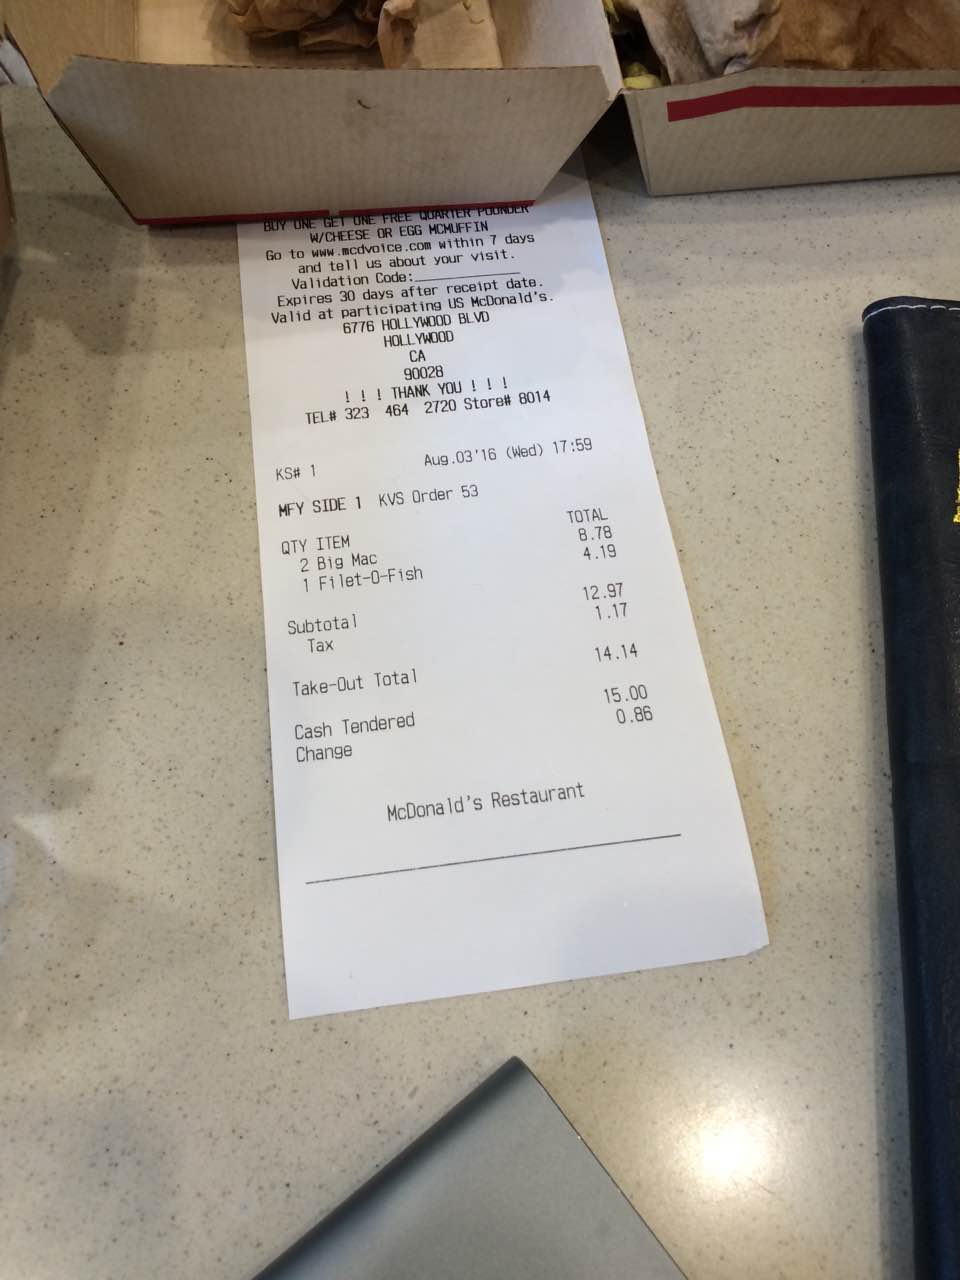 BUY ONE GET ONE FREE QUARTER POUNDER
W/CHEESE OR EGG MCMUFFIN
Go to www.mcdvoice.com within 7 days
and tell us about your visit.
Validation Code:____________
Expires 30 days after receipt date.
Valid at participating US McDonald's.
6776 HOLLYWOOD BLVD
HOLLYWOOD
CA
90028
! ! ! THANK YOU ! ! !
TEL# 323 464 2720 Store# 8014
KS# 1 Aug.03'16 (Wed) 17:59
MFY SIDE 1 KVS Order 53
QTY ITEM TOTAL
2 Big Mac 8.78
1 Filet-O-Fish 4.19
Subtotal 12.97
Tax 1.17
Take-Out Total 14.14
Cash Tendered 15.00
Change 0.86
McDonald's Restaurant